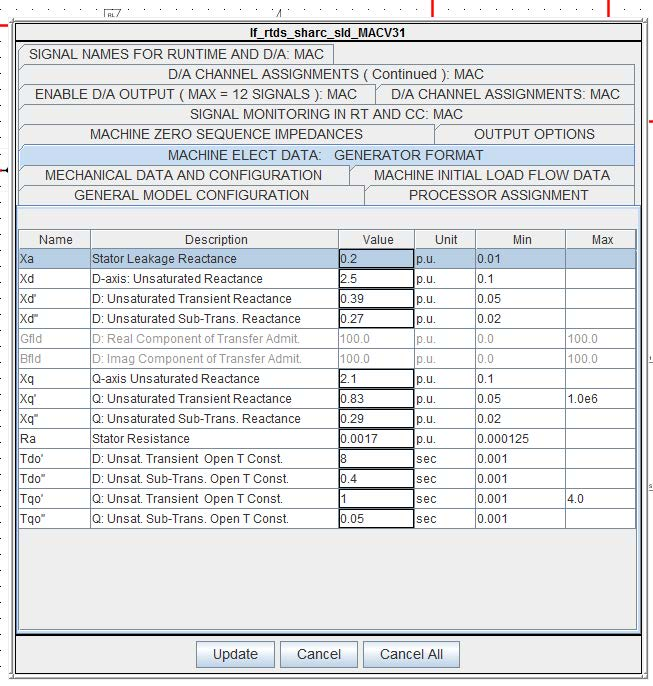 RL
lf_rtds_sharc_sld_MACV31
SIGNAL NAMES FOR RUNTIME AND D/A: MAC
D/A CHANNEL ASSIGNMENTS ( Continued ): MAC
ENABLE D/A OUTPUT ( MAX = 12 SIGNALS ): MAC D/A CHANNEL ASSIGNMENTS: MAC
SIGNAL MONITORING IN RT AND CC: MAC
MACHINE ZERO SEQUENCE IMPEDANCES OUTPUT OPTIONS
MACHINE ELECT DATA: GENERATOR FORMAT
MECHANICAL DATA AND CONFIGURATION MACHINE INITIAL LOAD FLOW DATA
GENERAL MODEL CONFIGURATION PROCESSOR ASSIGNMENT
Name Description Value Unit Min Max
Xa Stator Leakage Reactance 0.2 p.u. 0.01
Xd D-axis: Unsaturated Reactance 2.5 p.u. 0.1
Xd' D: Unsaturated Transient Reactance 0.39 p.u. 0.05
Xd" D: Unsaturated Sub-Trans. Reactance 0.27 p.u. 0.02
Gfld D: Real Component of Transfer Admit. 100.0 p.u. 0.0 100.0
Bfld D: Imag Component of Transfer Admit. 100.0 p.u. 0.0 100.0
Xq Q-axis Unsaturated Reactance 2.1 p.u. 0.1
Xq' Q: Unsaturated Transient Reactance 0.83 p.u. 0.05 1.0e6
Xq" Q: Unsaturated Sub-Trans. Reactance 0.29 p.u. 0.02
Ra Stator Resistance 0.0017 p.u. 0.000125
Tdo' D: Unsat. Transient Open T Const. 8 sec 0.001
Tdo" D: Unsat. Sub-Trans. Open T Const. 0.4 sec 0.001
Tqo' Q: Unsat. Transient Open T Const. 1 sec 0.001 4.0
Tqo" Q: Unsat. Sub-Trans. Open T Const. 0.05 sec 0.001
Update Cancel Cancel All